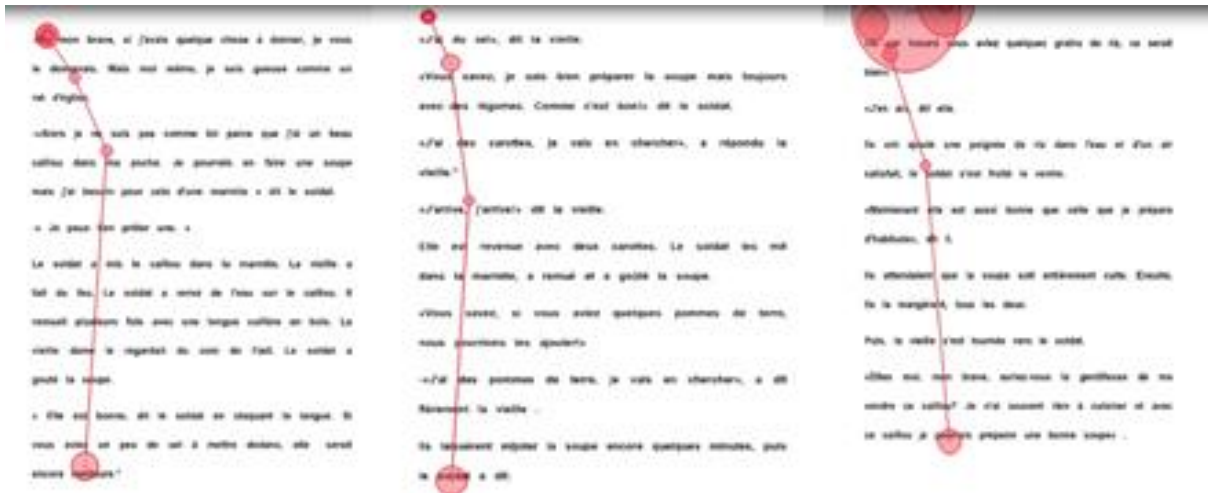 mon brave, si j'avais quelque chose à donner, je vous
le donnerais. Mais moi même, je suis gueuse comme un
rat d'église.
«Alors je ne suis pas comme toi parce que j'ai un beau
caillou dans ma poche. Je pourrais en faire une soupe
mais j'ai besoin pour cela d'une marmite » dit le soldat.
« Je peux t'en prêter une. »
Le soldat a mis le caillou dans la marmite. La vieille a
fait du feu. Le soldat a versé de l'eau sur le caillou. Il
remuait plusieurs fois avec une longue cuillère en bois. La
vieille dame le regardait du coin de l'œil. Le soldat a
gouté la soupe.
« Elle est bonne, dit le soldat en claquant la langue. Et
vous aviez un peu de sel à mettre dedans, elle serait
encore meilleure."
«J'ai du sel», dit la vieille.
«Vous savez, je sais bien préparer la soupe mais toujours
avec des légumes. Comme c'est bon!» dit le soldat.
«J'ai des carottes, je vais en chercher», a répondu la
vieille."
«J'arrive, j'arrive!» dit la vieille.
Elle est revenue avec deux carottes. Le soldat les mit
dans la marmite, a remué et a goûté la soupe.
«Vous savez, si vous aviez quelques pommes de terre,
nous pourrions les ajouter!»
-«J'ai des pommes de terre, je vais en chercher», a dit
fièrement la vieille .
Ils laissèrent mijoter la soupe encore quelques minutes, puis
le soldat a dit:
vous aviez quelques grains de riz, ce serait
bien!
«J'en ai» dit elle.
Ils ont ajouté une poignée de riz dans l'eau et d'un air
satisfait, le soldat s'est frotté le ventre.
«Maintenant elle est aussi bonne que celle que je prépare
d'habitude», dit il.
Ils attendaient que la soupe soit entièrement cuite. Ensuite,
ils la mangèrent, tous les deux.
Puis, la vieille s'est tournée vers le soldat.
«Dites moi, mon brave, auriez-vous la gentillesse de me
vendre ce caillou? Je n'ai souvent rien à cuisiner et avec
ce caillou je pourrais préparer une bonne soupe» .